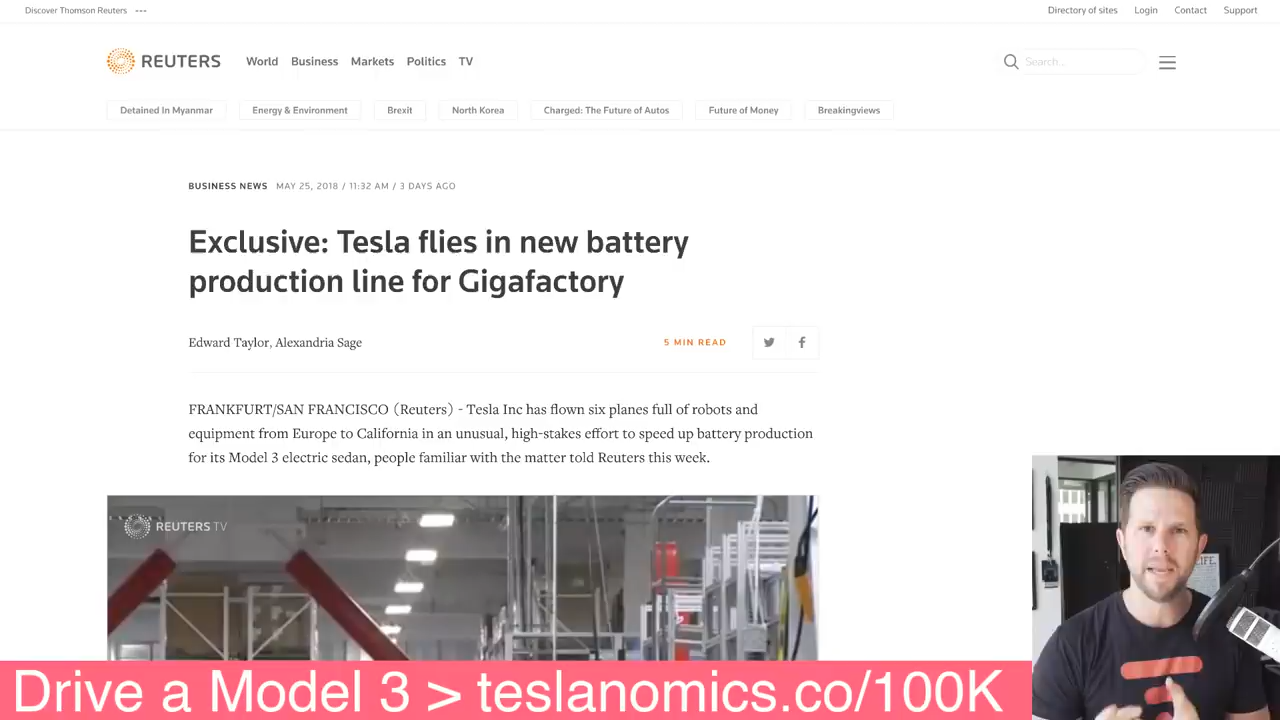 Discover Thomson Reuters ---
Directory of sites Login Contact Support
REUTERS World Business Markets Politics TV
Search...
Detained In Myanmar Energy & Environment Brexit North Korea Charged: The Future of Autos Future of Money Breakingviews
BUSINESS NEWS MAY 25, 2018 / 11:32 AM / 3 DAYS AGO
Exclusive: Tesla flies in new battery
production line for Gigafactory
Edward Taylor, Alexandria Sage
5 MIN READ
FRANKFURT/SAN FRANCISCO (Reuters) - Tesla Inc has flown six planes full of robots and
equipment from Europe to California in an unusual, high-stakes effort to speed up battery production
for its Model 3 electric sedan, people familiar with the matter told Reuters this week.
REUTERS TV
Drive a Model 3 > teslanomics.co/100K